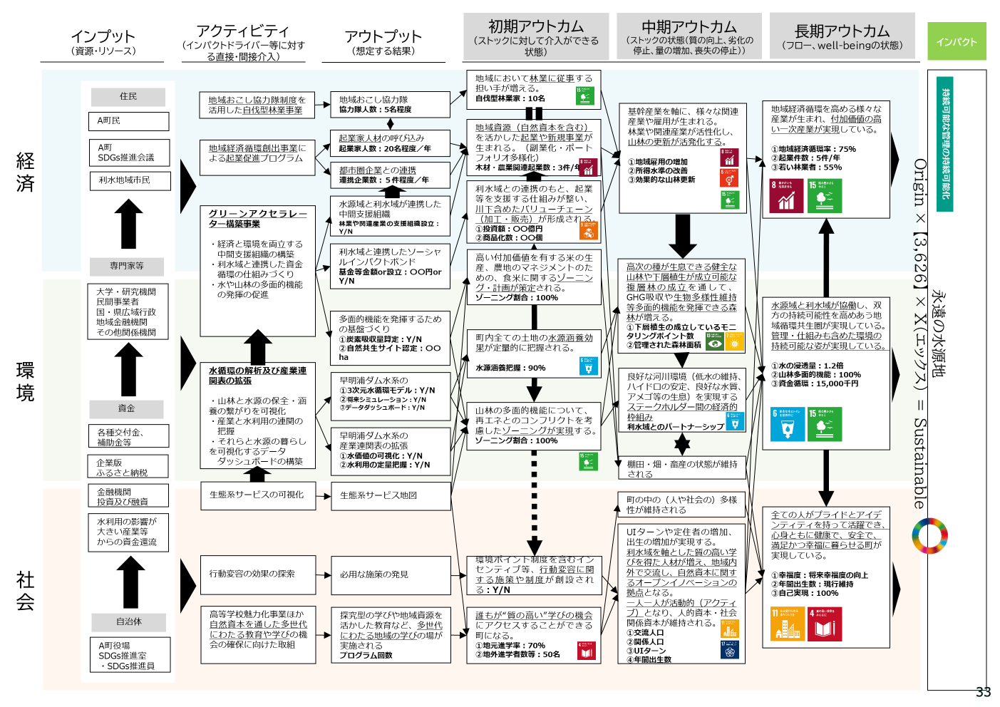 インプット
（資源・リソース）
アクティビティ
（インパクトドライバー等に対す
る直接・間接介入）
アウトプット
（想定する結果）
初期アウトカム
（ストックに対して介入ができる
状態）
中期アウトカム
（ストックの状態（質の向上、劣化の
停止、量の増加、喪失の停止））
長期アウトカム
（フロー、well-beingの状態）
インパクト
経済
環境
社会
住民
A町民
A町
SDGs推進会議
利水地域市民
専門家等
大学・研究機関
民間事業者
国・県広域行政
地域金融機関
その他関係機関
資金
各種交付金、
補助金等
企業版
ふるさと納税
金融機関
投資及び融資
水利用の影響が
大きい産業等
からの資金還流
自治体
A町役場
SDGs推進室
・SDGs推進員
地域おこし協力隊制度を
活用した自伐型林業事業
地域経済循環創出事業に
よる起業促進プログラム
グリーンアクセラレー
ター構築事業
・経済と環境を両立する
中間支援組織の構築
・利水域と連携した資金
循環の仕組みづくり
・水や山林の多面的機能
の発揮の促進
水循環の解析及び産業連
関表の拡張
・山林と水源の保全・涵
養の繋がりを可視化
・産業と水利用の連関の
把握
・それらと水源の暮らし
を可視化するデータ
ダッシュボードの構築
生態系サービスの可視化
行動変容の効果の探索
高等学校魅力化事業ほか
自然資本を通した多世代
にわたる教育や学びの機
会の確保に向けた取組
地域おこし協力隊
協力隊人数：5名程度
起業家人材の呼び込み
起業家人数：20名程度／年
都市圏企業との連携
連携企業数：５件程度／年
水源域と利水域が連携した
中間支援組織
林業や関連産業の支援組織設立：
Y/N
利水域と連携したソーシャ
ルインパクトボンド
基金等金額or設立：〇〇円or
Y/N
多面的機能を発揮するため
の基盤づくり
①炭素吸収量算定：Y/N
②自然共生サイト認定：〇〇
ha
早明浦ダム水系の
①3次元水循環モデル：Y/N
②将来シミュレーション：Y/N
③データダッシュボード：Y/N
早明浦ダム水系の
産業連関表の拡張
①水価値の可視化：Y/N
②水利用の定量把握：Y/N
生態系サービス地図
必用な施策の発見
探究型の学びや地域資源を
活かした教育など、多世代
にわたる地域の学びの場が
実施される
プログラム回数
地域において林業に従事する
担い手が増える。
自伐型林業家：10名
地域資源（自然資本を含む）
を活かした起業や新規事業が
生まれる。（副業化・ポート
フォリオ多様化）
木材・農業関連起業数：3件/年
利水域との連携のもと、起業
等を支援する仕組みが整い、
川下含めたバリューチェーン
（加工・販売）が形成される。
①投資額：〇〇億円
②商品化数：〇〇個
高い付加価値を有する米の生
産、農地のマネジメントのた
めの、食米に関するゾーニン
グ・計画が策定される。
ゾーニング割合：100%
町内全ての土地の水源涵養効
果が定量的に把握される。
水源涵養把握：90%
山林の多面的機能について、
再エネとのコンフリクトを考
慮したゾーニングが実現する。
ゾーニング割合：100%
環境ポイント制度を含むイン
センティブ等、行動変容に関
する施策や制度が創設され
る：Y/N
誰もが“質の高い”学びの機会
にアクセスすることができる
町になる。
①地元進学率：70%
②地外進学者数等：50名
基幹産業を軸に、様々な関連
産業や雇用が生まれる。
林業や関連産業が活性化し、
山林の更新が活発化する。
①地域雇用の増加
②所得水準の改善
③効果的な山林更新
高次の種が生息できる健全な
山林や下層植生が成立可能な
複層林の成立を通して、
GHG吸収や生物多様性維持
等多面的機能を発揮できる森
林が増える。
①下層植生の成立しているモニ
タリングポイント数
②管理された森林面積
良好な河川環境（低水の維持、
ハイドロの安定、良好な水質、
アメゴ等の生息）を実現する
ステークホルダー間の経済的
枠組み
利水域とのパートナーシップ
棚田・畑・畜産の状態が維持
される
町の中の（人や社会の）多様
性が維持される
UIターンや定住者の増加、
出生の増加が実現する。
利水域を軸とした質の高い学
びを得た人材が増え、地域内
外で交流し、自然資本に関す
るオープンイノベーションの
拠点となる。
一人一人が活動的（アクティ
ブ）となり、人的資本・社会
関係資本が維持される。
①交流人口
②関係人口
③UIターン
④年間出生数
地域経済循環を高める様々な
産業が生まれ、付加価値の高
い一次産業が実現している。
①地域経済循環率：75%
②起業件数：5件/年
③若い林業者：55%
8
15
水源域と利水域が協働し、双
方の持続可能性を高めあう地
域循環共生圏が実現している。
管理・仕組みも含めた環境の
持続可能な姿が実現している。
①水の浸透量：1.2倍
②山林多面的機能：100%
③資金循環：15,000千円
6
15
全ての人がプライドとアイデ
ンティティを持って活躍でき、
心身ともに健康で、安全で、
満足かつ幸福に暮らせる町が
実現している。
①幸福度：将来幸福度の向上
②年間出生数：現行維持
③自己実現：100%
11
4
持続可能な管理の持続可能化
永遠の水源地
Origin ×【3,626】× X(エックス) = Sustainable
33